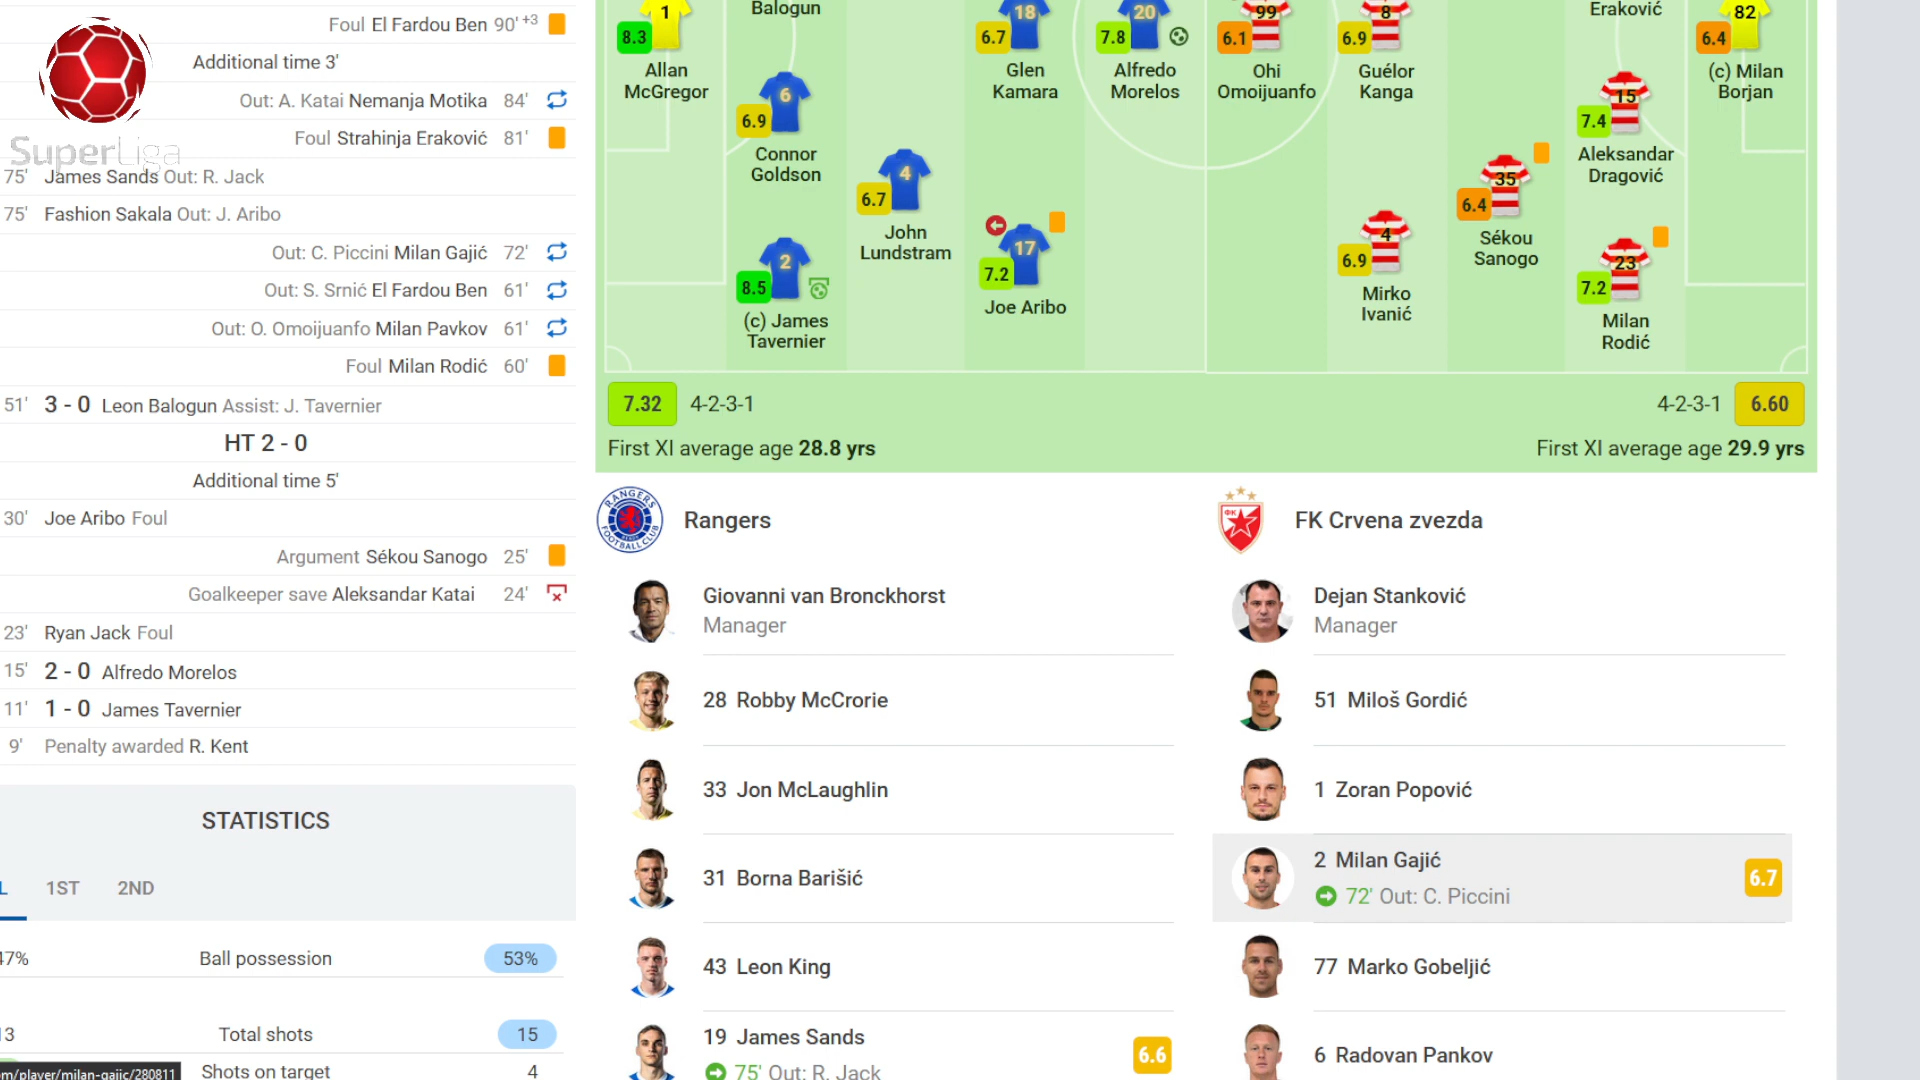 Foul El Fardou Ben 90' +3
Additional time 3'
Out: A. Katai Nemanja Motika 84'
Foul Strahinja Eraković 81'
SuperLiga
75' James Sands Out: R. Jack
75' Fashion Sakala Out: J. Aribo
Out: C. Piccini Milan Gajić 72'
Out: S. Srnić El Fardou Ben 61'
Out: O. Omoijuanfo Milan Pavkov 61'
Foul Milan Rodić 60'
51' 3 - 0 Leon Balogun Assist: J. Tavernier
HT 2 - 0
Additional time 5'
30' Joe Aribo Foul
Argument Sékou Sanogo 25'
Goalkeeper save Aleksandar Katai 24'
23' Ryan Jack Foul
15' 2 - 0 Alfredo Morelos
11' 1 - 0 James Tavernier
9' Penalty awarded R. Kent
STATISTICS
L 1ST 2ND
47% Ball possession 53%
13 Total shots 15
Shots on target 4
om/player/milan-gajic/280811
1
8.3
Allan
McGregor
Balogun
6
6.9
Connor
Goldson
2
8.5
(c) James
Tavernier
4
6.7
John
Lundstram
18
6.7
Glen
Kamara
17
7.2
Joe Aribo
20
7.8
Alfredo
Morelos
99
6.1
Ohi
Omoijuanfo
8
6.9
Guélor
Kanga
4
6.9
Mirko
Ivanić
35
6.4
Sékou
Sanogo
Eraković
15
7.4
Aleksandar
Dragović
23
7.2
Milan
Rodić
82
6.4
(c) Milan
Borjan
7.32 4-2-3-1
4-2-3-1 6.60
First XI average age 28.8 yrs
First XI average age 29.9 yrs
RANGERS
FOOTBALL CLUB
READY
Rangers
Giovanni van Bronckhorst
Manager
28 Robby McCrorie
33 Jon McLaughlin
31 Borna Barišić
43 Leon King
19 James Sands
75' Out: R. Jack
6.6
ФК
FK Crvena zvezda
Dejan Stanković
Manager
51 Miloš Gordić
1 Zoran Popović
2 Milan Gajić
72' Out: C. Piccini
6.7
77 Marko Gobeljić
6 Radovan Pankov